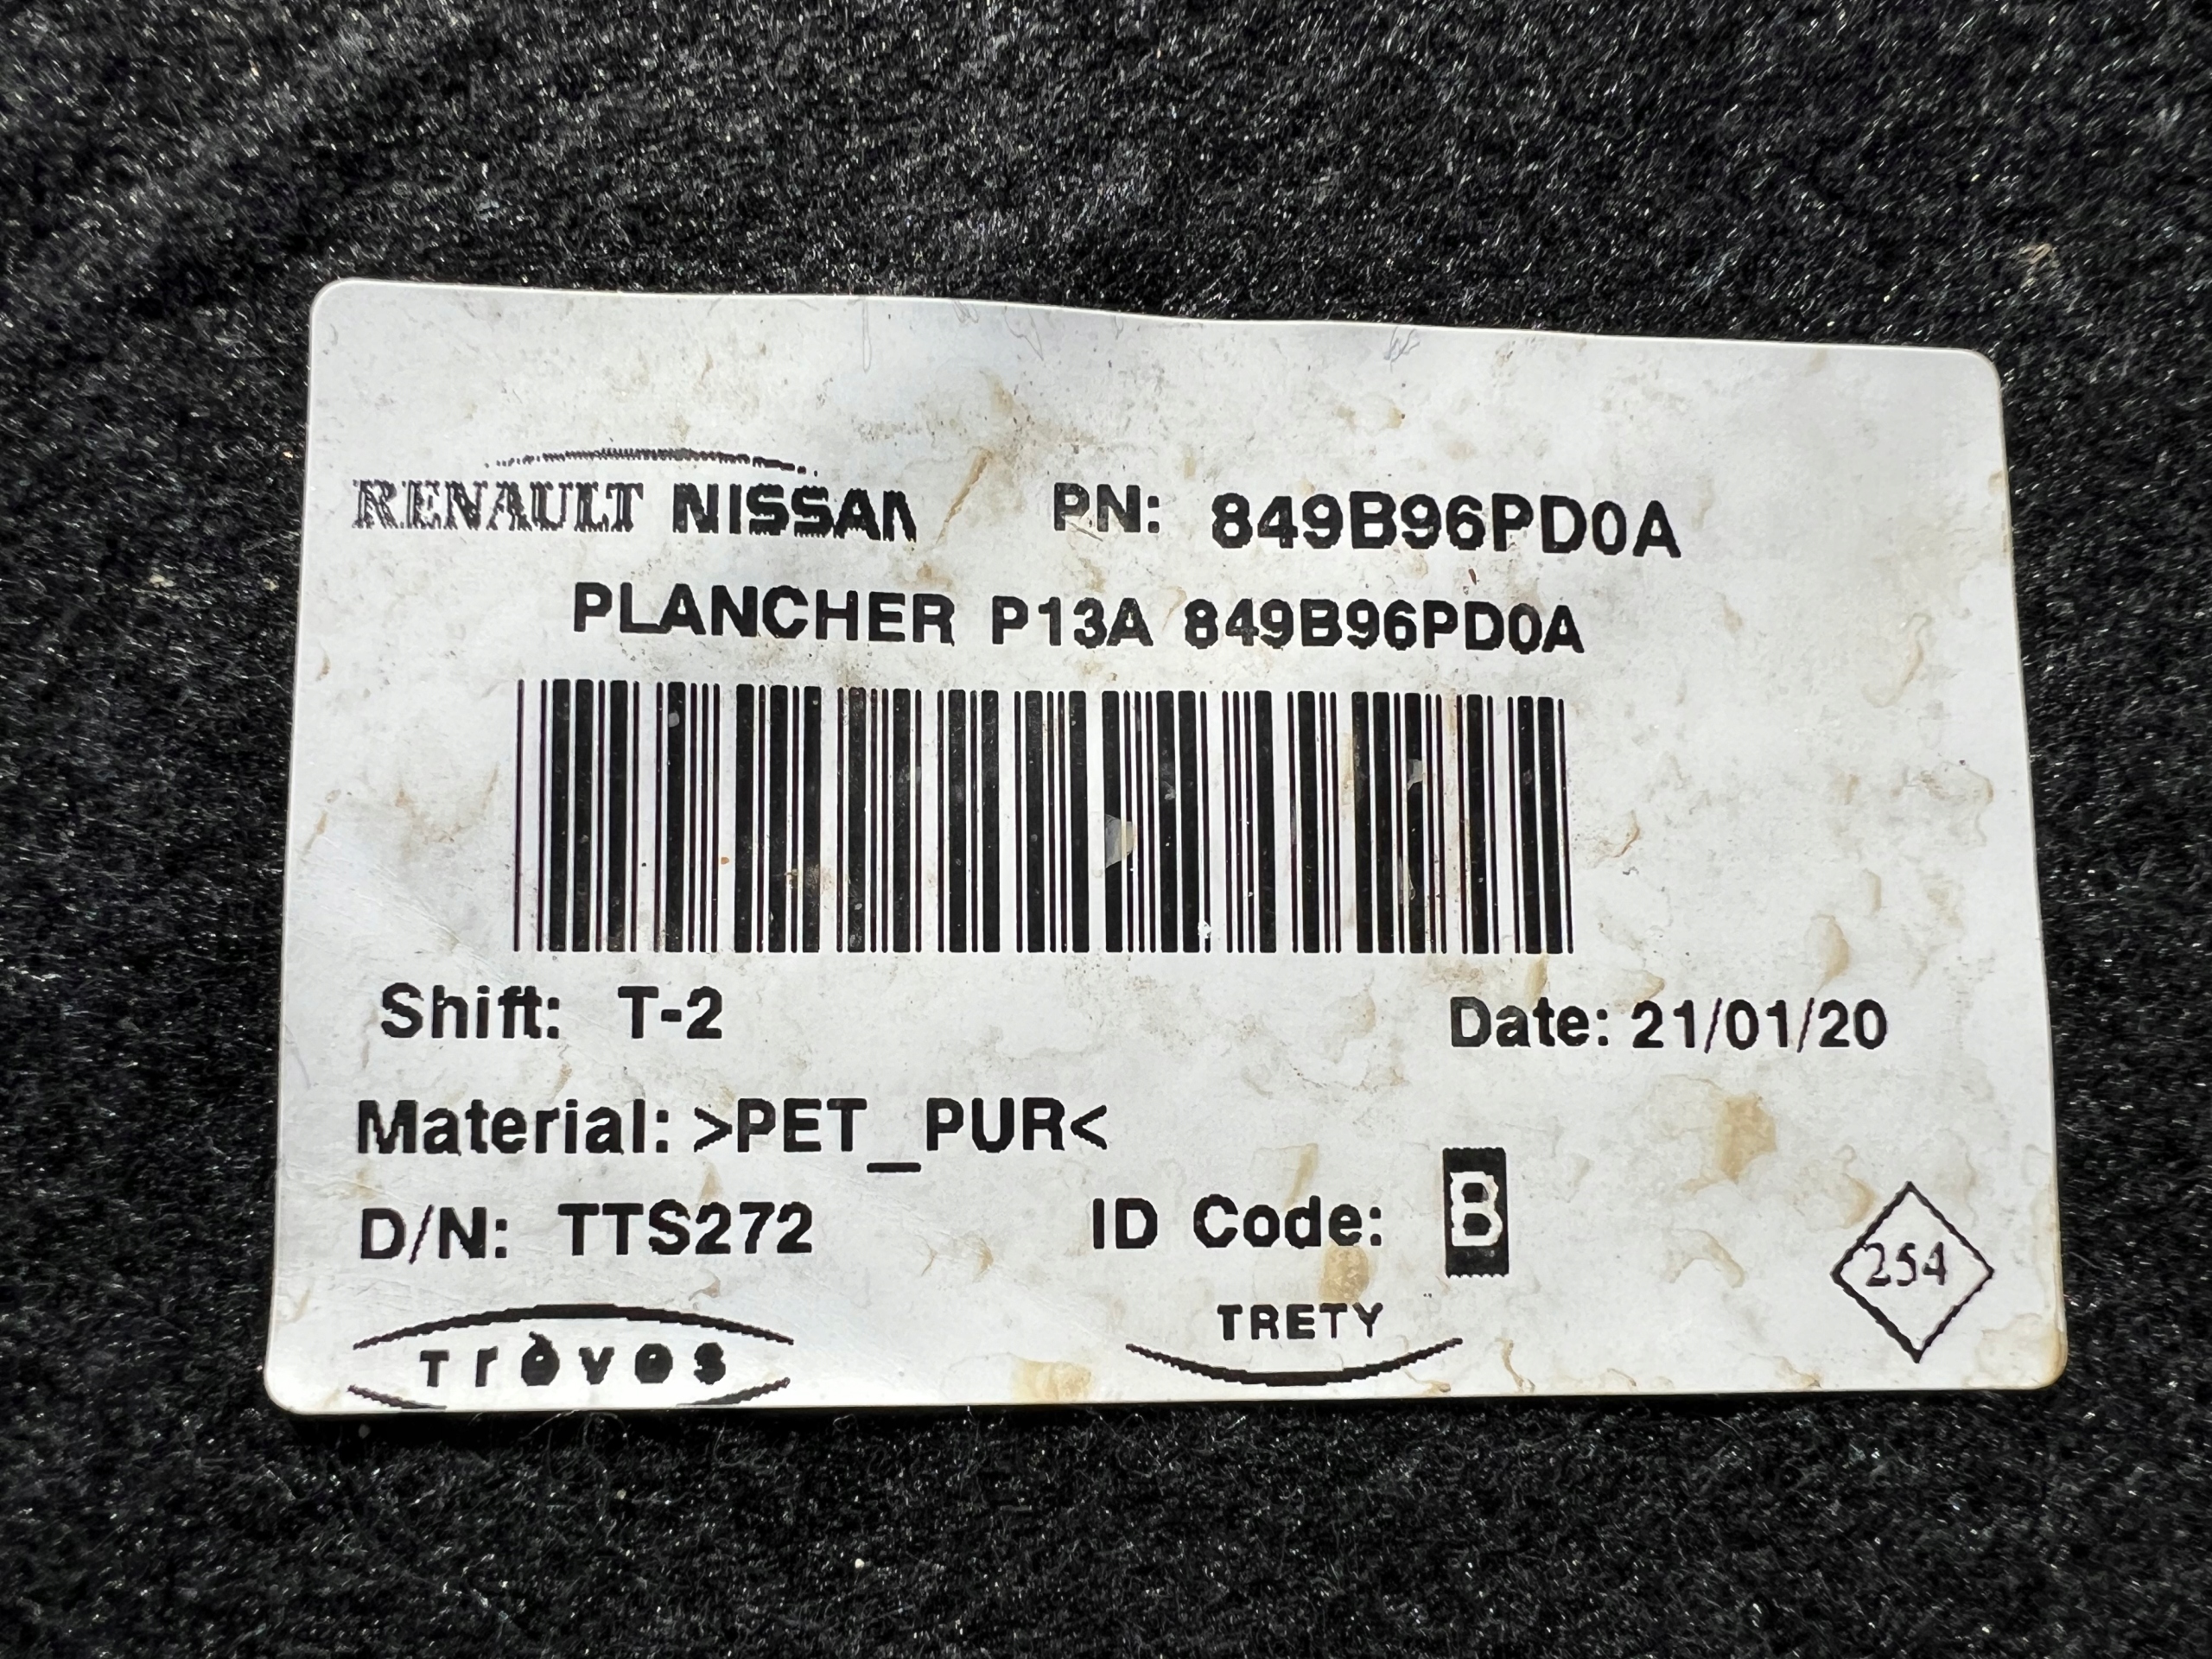 RENAULT NISSAN PN: 849B96PD0A
PLANCHER P13A 849B96PD0A
Shift: T-2 Date: 21/01/20
Material: >PET_PUR<
D/N: TTS272 ID Code: B
254
TRETY
Trèves